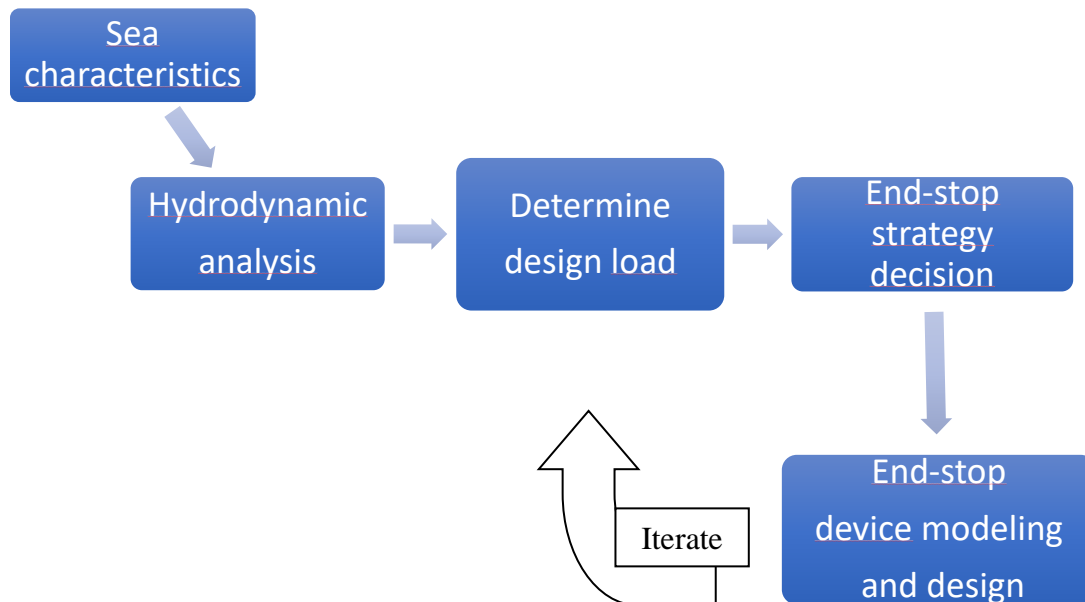 Sea
characteristics
Hydrodynamic
analysis
Determine
design load
End-stop
strategy
decision
End-stop
device modeling
and design
Iterate